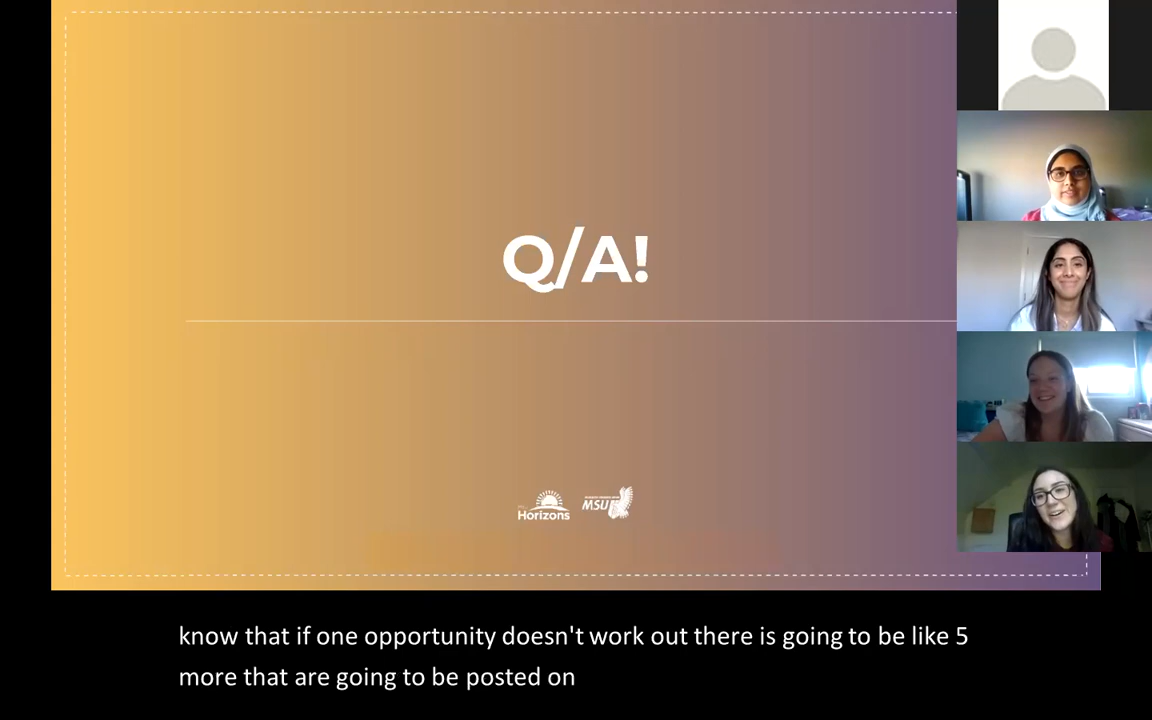 Q/A!
Horizons
MSU
know that if one opportunity doesn't work out there is going to be like 5
more that are going to be posted on